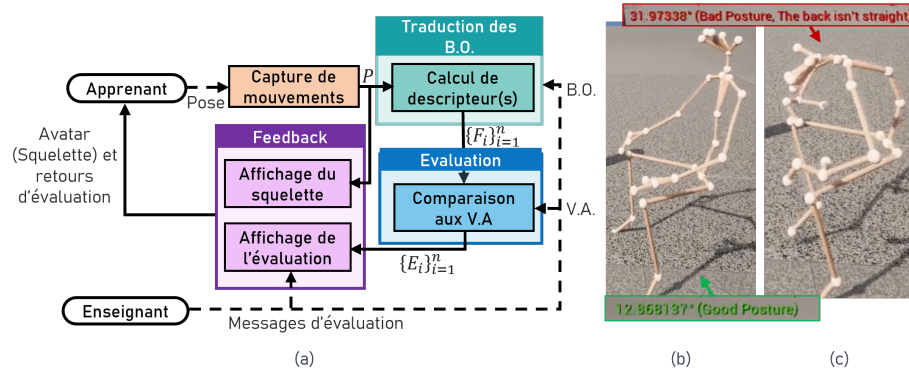 Traduction des
B.O.
31.97338° (Bad Posture, The back isn't straight)
Apprenant
Pose
Capture de
mouvements
P
Calcul de
descripteur(s)
B.O.
Avatar
(Squelette) et
retours
d'évaluation
Feedback
{F_i}_{i=1}^n
Evaluation
Affichage du
squelette
Comparaison
aux V.A
V.A.
Affichage de
l'évaluation
{E_i}_{i=1}^n
Enseignant
Messages d'évaluation
12.968137° (Good Posture)
(a)
(b)
(c)